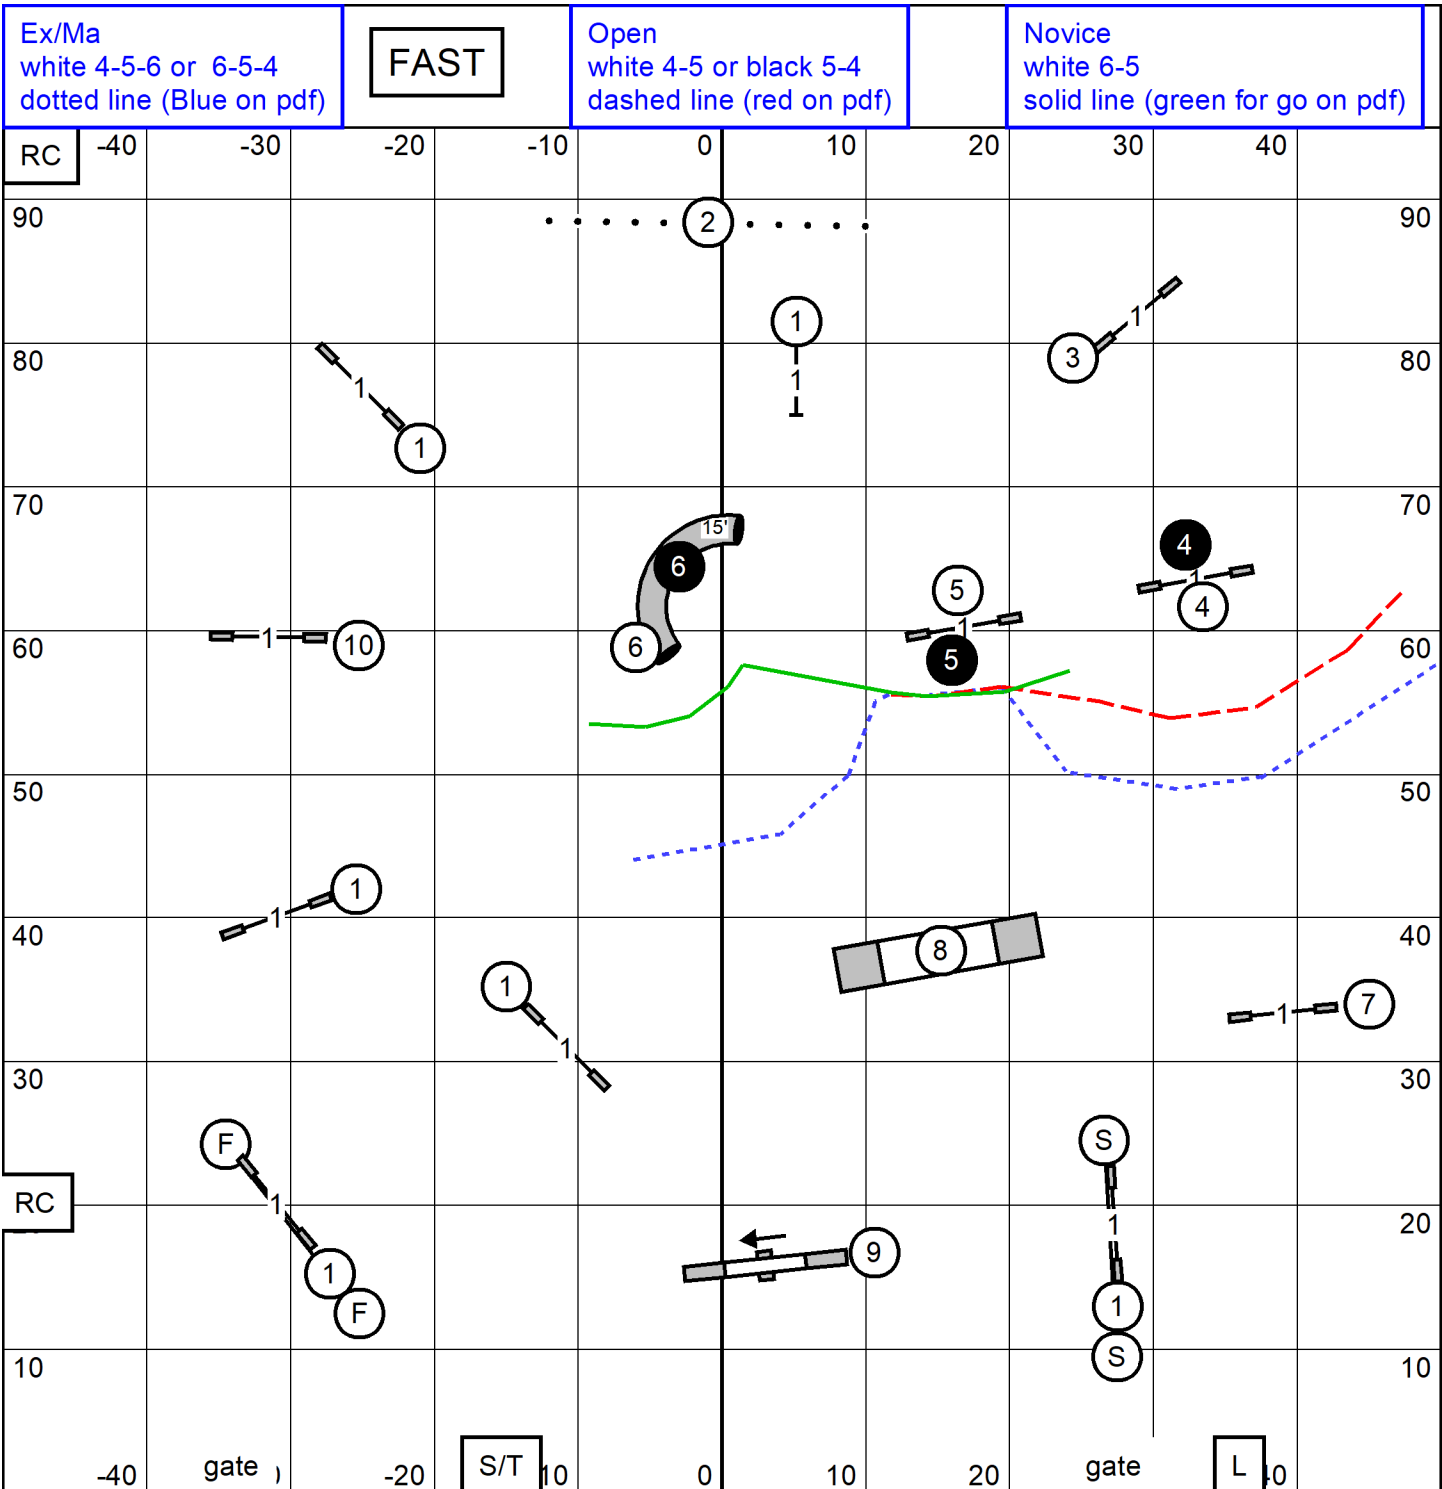 Ex/Ma
white 4-5-6 or 6-5-4
dotted line (Blue on pdf)
FAST
Open
white 4-5 or black 5-4
dashed line (red on pdf)
Novice
white 6-5
solid line (green for go on pdf)
RC -40 -30 -20 -10 0 10 20 30 40
90 2 90
1
1 3
80 1 80
1
1
70 70
15'
4
6 5 1
4
1
60 1 10 6 5 60
50 50
1
1
40 8 40
1
1 7
1
30 30
F S
1
RC
1 20
1 9
F 1
S
10 10
-40 gate -20 S/T 10 0 10 20 gate L 40